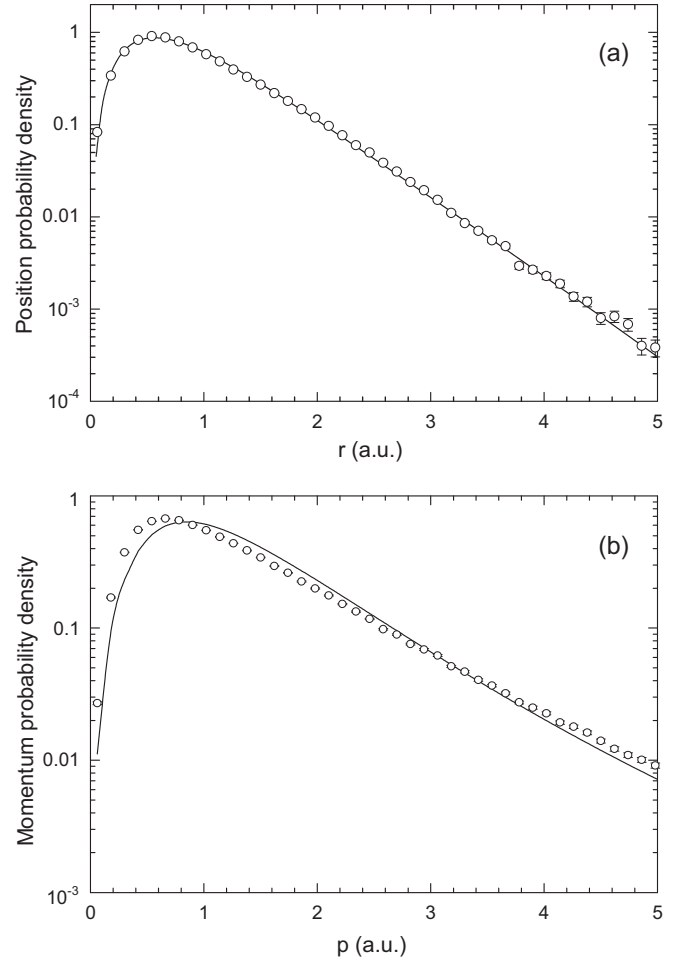 1
(a)
0.1
0.01
10-3
10-4
Position probability density
0 1 2 3 4 5
r (a.u.)
1
(b)
0.1
0.01
10-3
Momentum probability density
0 1 2 3 4 5
p (a.u.)